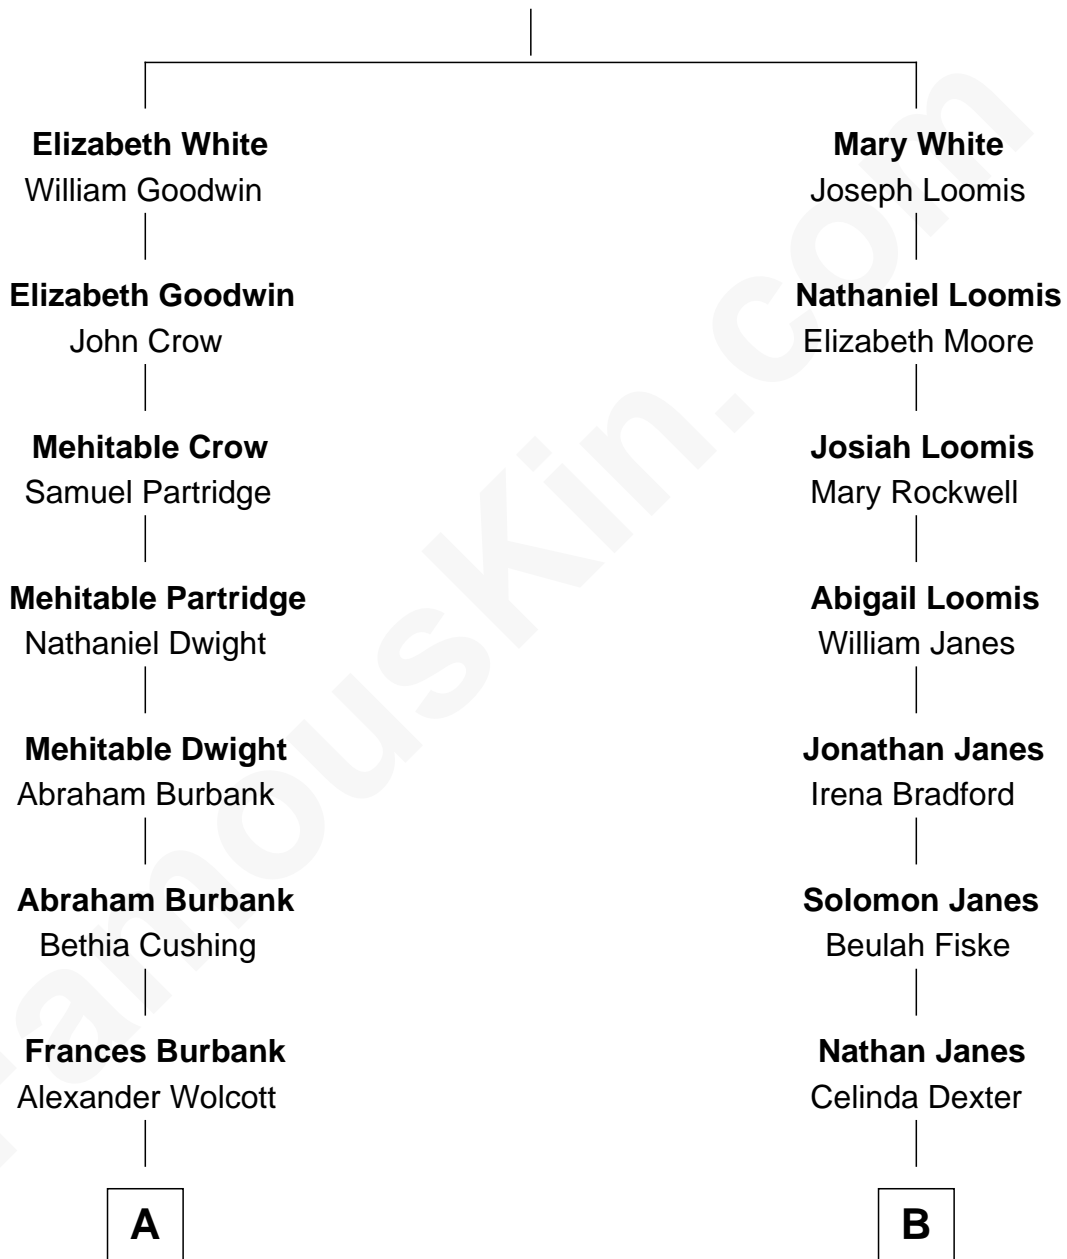 Elizabeth White
William Goodwin
Elizabeth Goodwin
John Crow
Mehitable Crow
Samuel Partridge
Mehitable Partridge
Nathaniel Dwight
Mehitable Dwight
Abraham Burbank
Abraham Burbank
Bethia Cushing
Frances Burbank
Alexander Wolcott
A
Mary White
Joseph Loomis
Nathaniel Loomis
Elizabeth Moore
Josiah Loomis
Mary Rockwell
Abigail Loomis
William Janes
Jonathan Janes
Irena Bradford
Solomon Janes
Beulah Fiske
Nathan Janes
Celinda Dexter
B
FamousKin.com